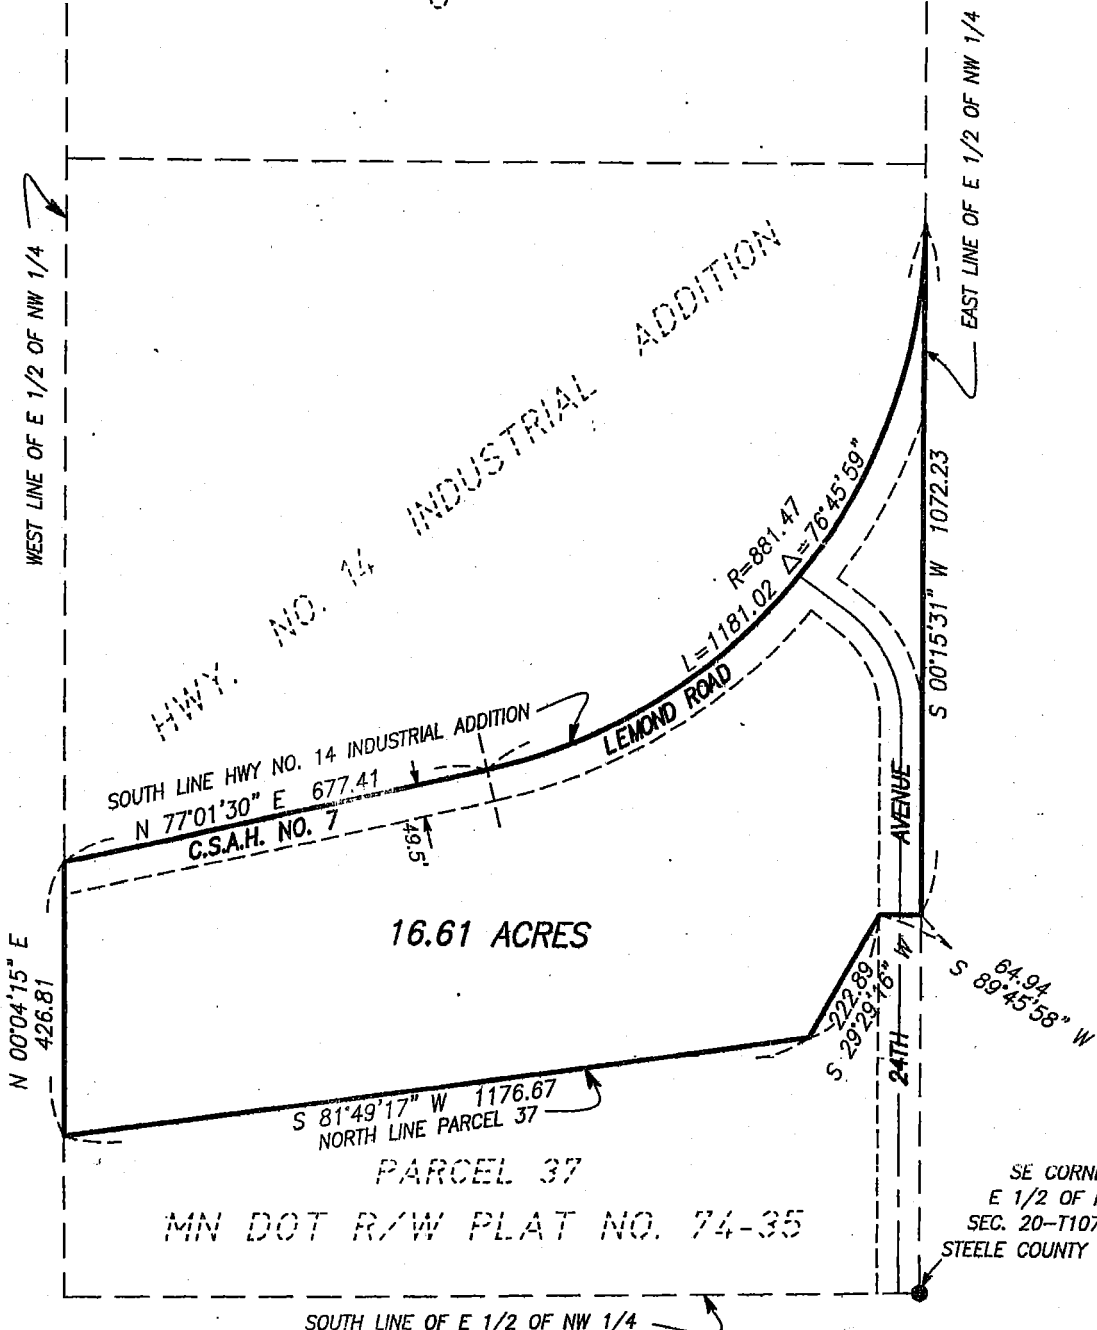 WEST LINE OF E 1/2 OF NW 1/4
EAST LINE OF E 1/2 OF NW 1/4
HWY. NO. 14 INDUSTRIAL ADDITION
R=881.47
L=1181.02 Δ=76°45'59"
S 00°15'31" W 1072.23
SOUTH LINE HWY NO. 14 INDUSTRIAL ADDITION
N 77°01'30" E 677.41
C.S.A.H. NO. 7
LEMOND ROAD
49.5'
24TH AVENUE
16.61 ACRES
N 00°04'15" E
426.81
64.94
S 89°45'58" W
222.89
S 29°29'16" W
S 81°49'17" W 1176.67
NORTH LINE PARCEL 37
PARCEL 37
MN DOT R/W PLAT NO. 74-35
SE CORNE
E 1/2 OF
SEC. 20-T107
STEELE COUNTY
SOUTH LINE OF E 1/2 OF NW 1/4